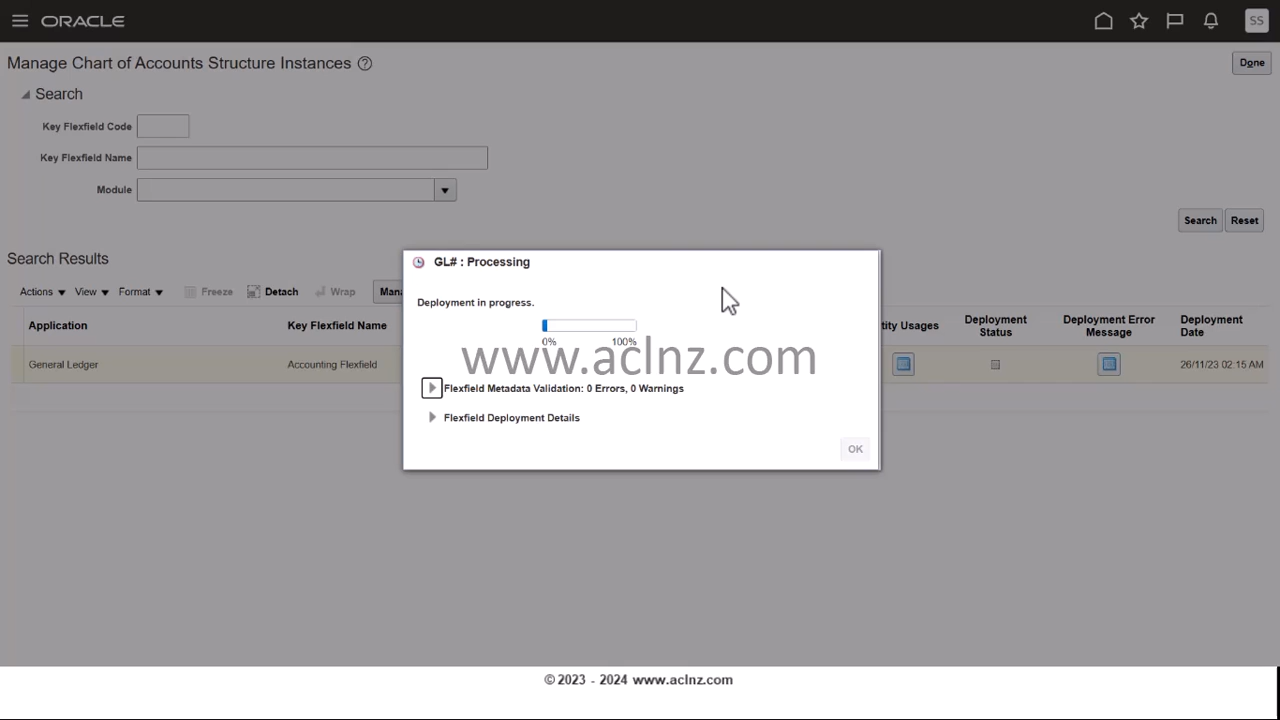 ORACLE
SS
Manage Chart of Accounts Structure Instances
Done
Search
Key Flexfield Code
Key Flexfield Name
Module
Search Reset
Search Results
Actions View Format Freeze Detach Wrap Mana
Application Key Flexfield Name tity Usages Deployment Status Deployment Error Message Deployment Date
General Ledger Accounting Flexfield 26/11/23 02:15 AM
GL# : Processing
Deployment in progress.
0% 100%
www.aclnz.com
Flexfield Metadata Validation: 0 Errors, 0 Warnings
Flexfield Deployment Details
OK
© 2023 - 2024 www.aclnz.com